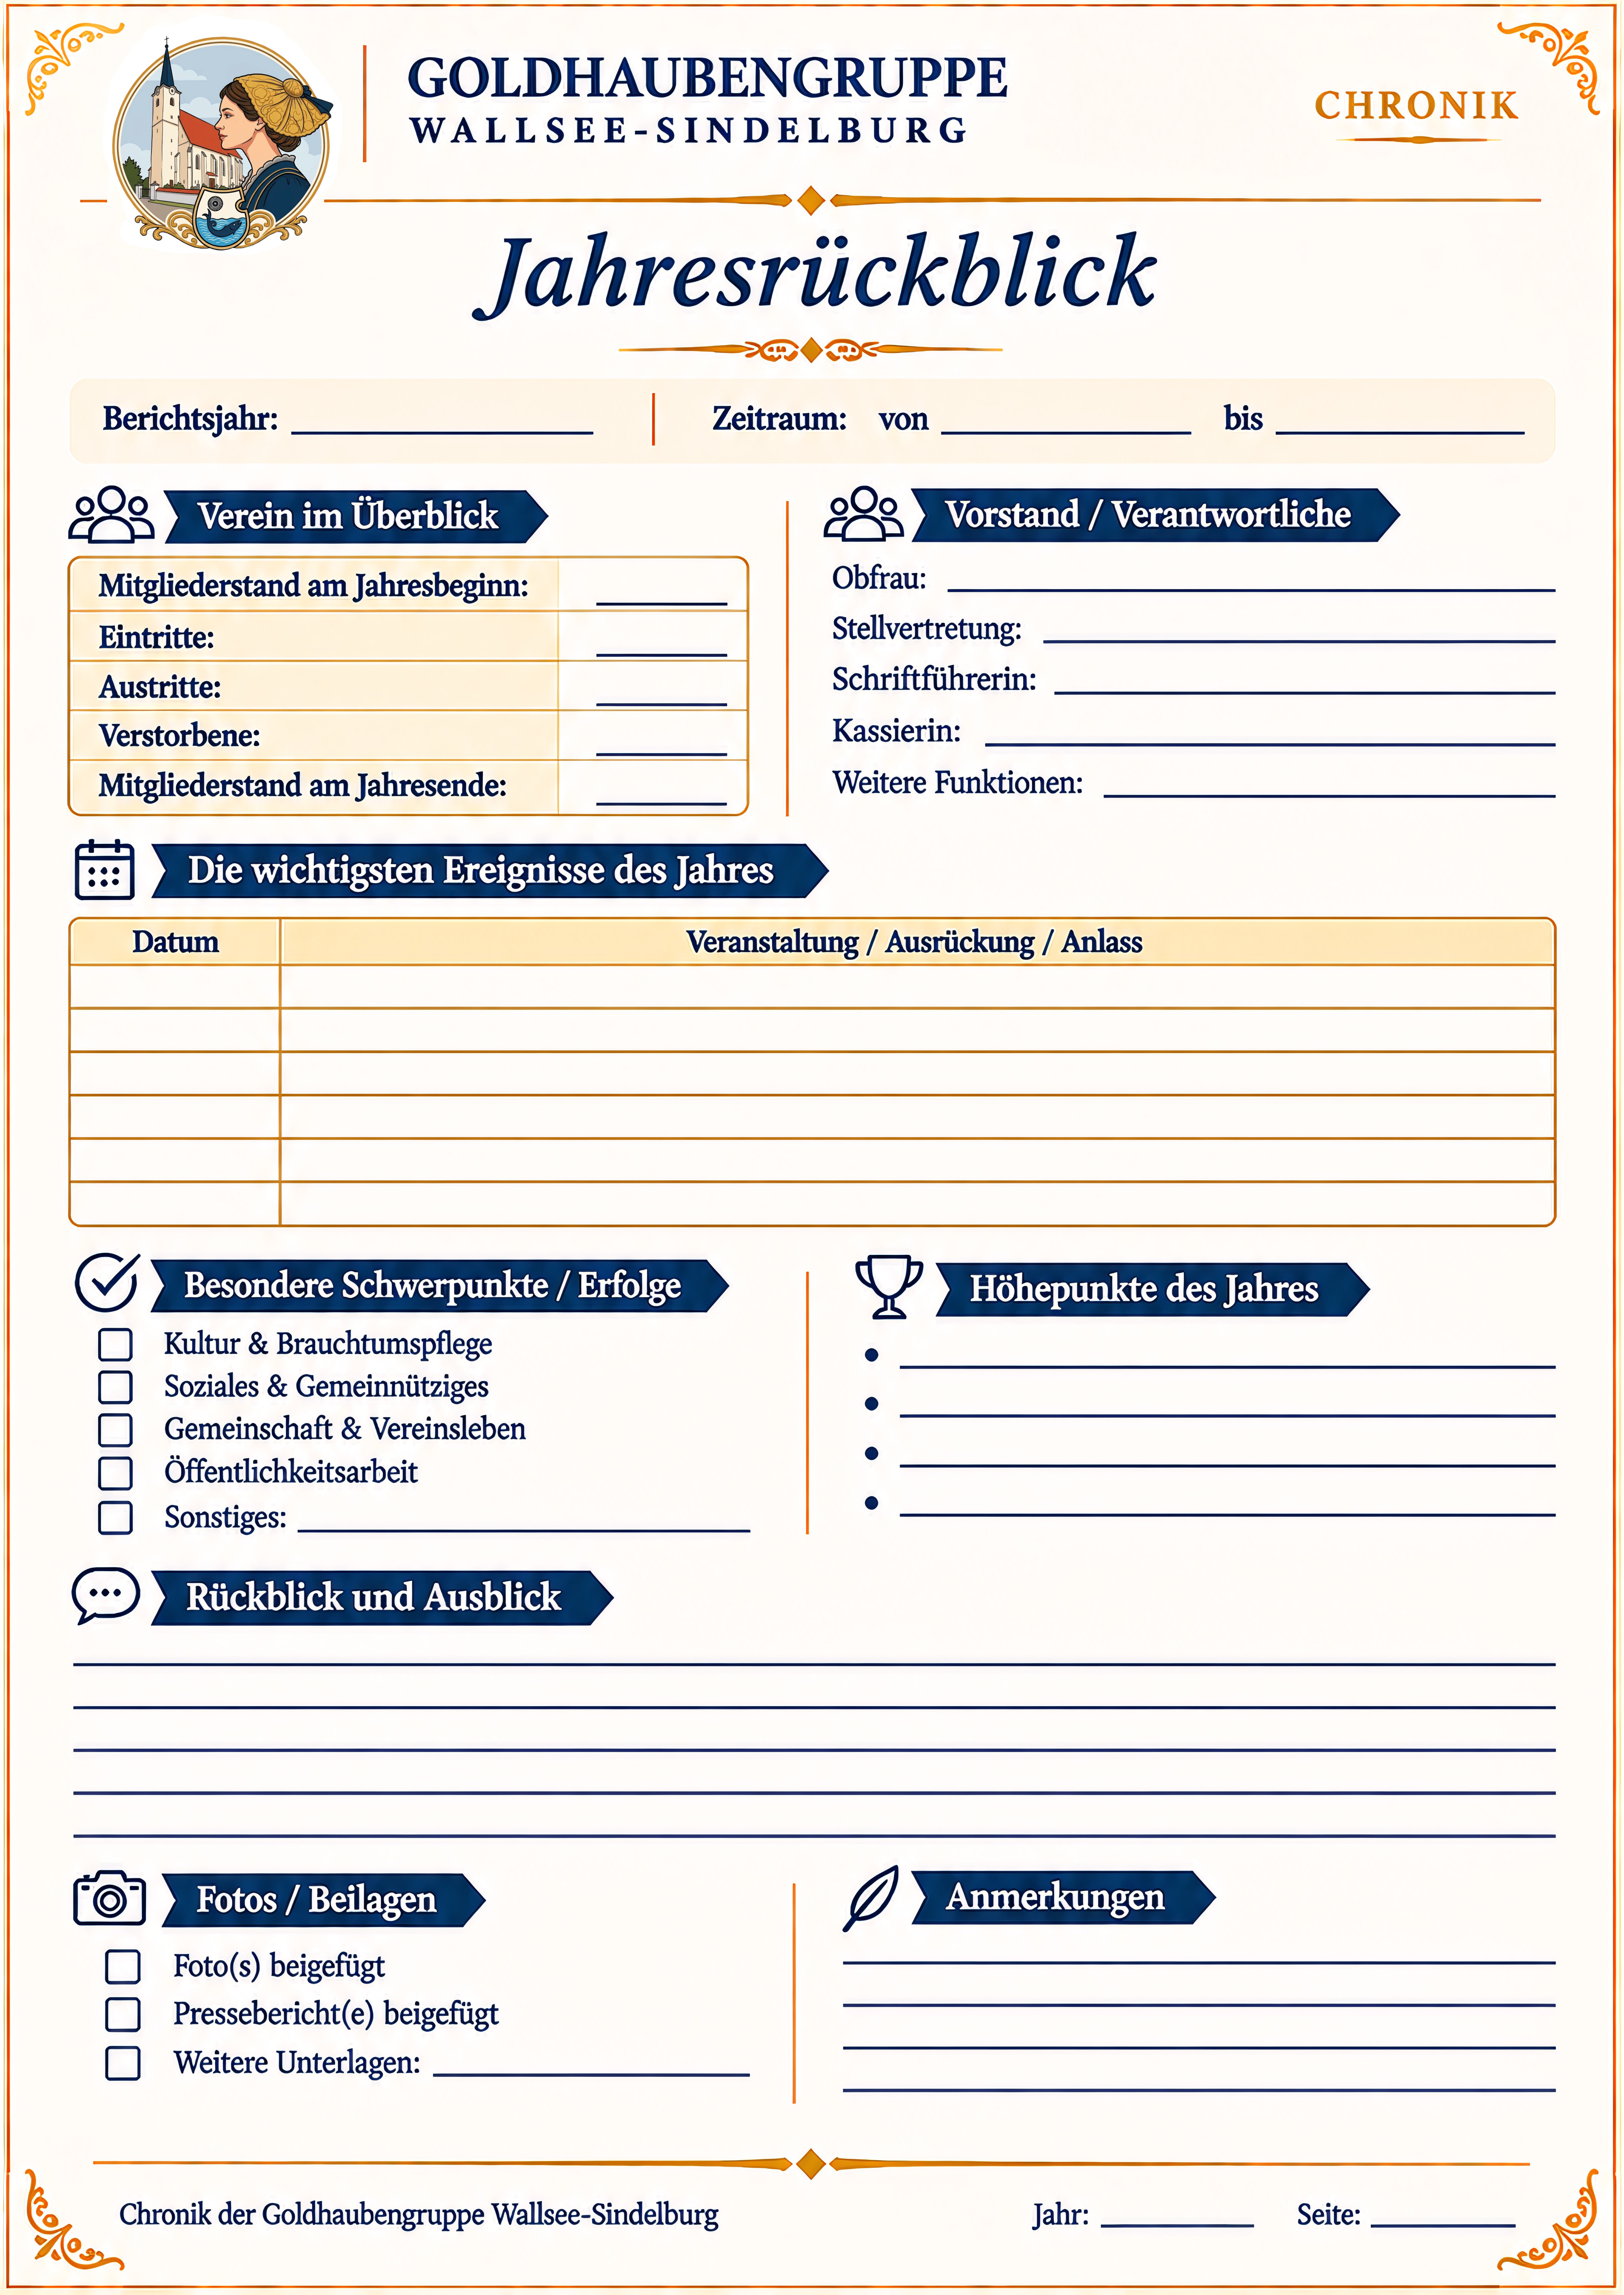 GOLDHAUBENGRUPPE
WALLSEE-SINDELBURG
CHRONIK
Jahresrückblick
Berichtsjahr:
Zeitraum: von
bis
Verein im Überblick
Mitgliederstand am Jahresbeginn:
Eintritte:
Austritte:
Verstorbene:
Mitgliederstand am Jahresende:
Vorstand / Verantwortliche
Obfrau:
Stellvertretung:
Schriftführerin:
Kassierin:
Weitere Funktionen:
Die wichtigsten Ereignisse des Jahres
Datum
Veranstaltung / Ausrückung / Anlass
Besondere Schwerpunkte / Erfolge
Kultur & Brauchtumspflege
Soziales & Gemeinnütziges
Gemeinschaft & Vereinsleben
Öffentlichkeitsarbeit
Sonstiges:
Höhepunkte des Jahres
Rückblick und Ausblick
Fotos / Beilagen
Foto(s) beigefügt
Pressebericht(e) beigefügt
Weitere Unterlagen:
Anmerkungen
Chronik der Goldhaubengruppe Wallsee-Sindelburg
Jahr:
Seite: